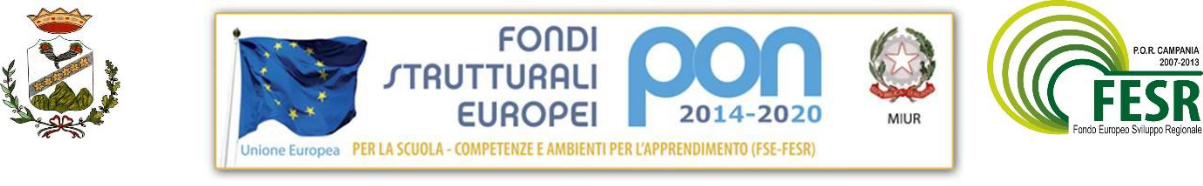 FONDI
STRUTTURALI
EUROPEI
pon
2014-2020
MIUR
Unione Europea
PER LA SCUOLA - COMPETENZE E AMBIENTI PER L'APPRENDIMENTO (FSE-FESR)
P.O.R. CAMPANIA
2007-2013
FESR
Fondo Europeo Sviluppo Regionale